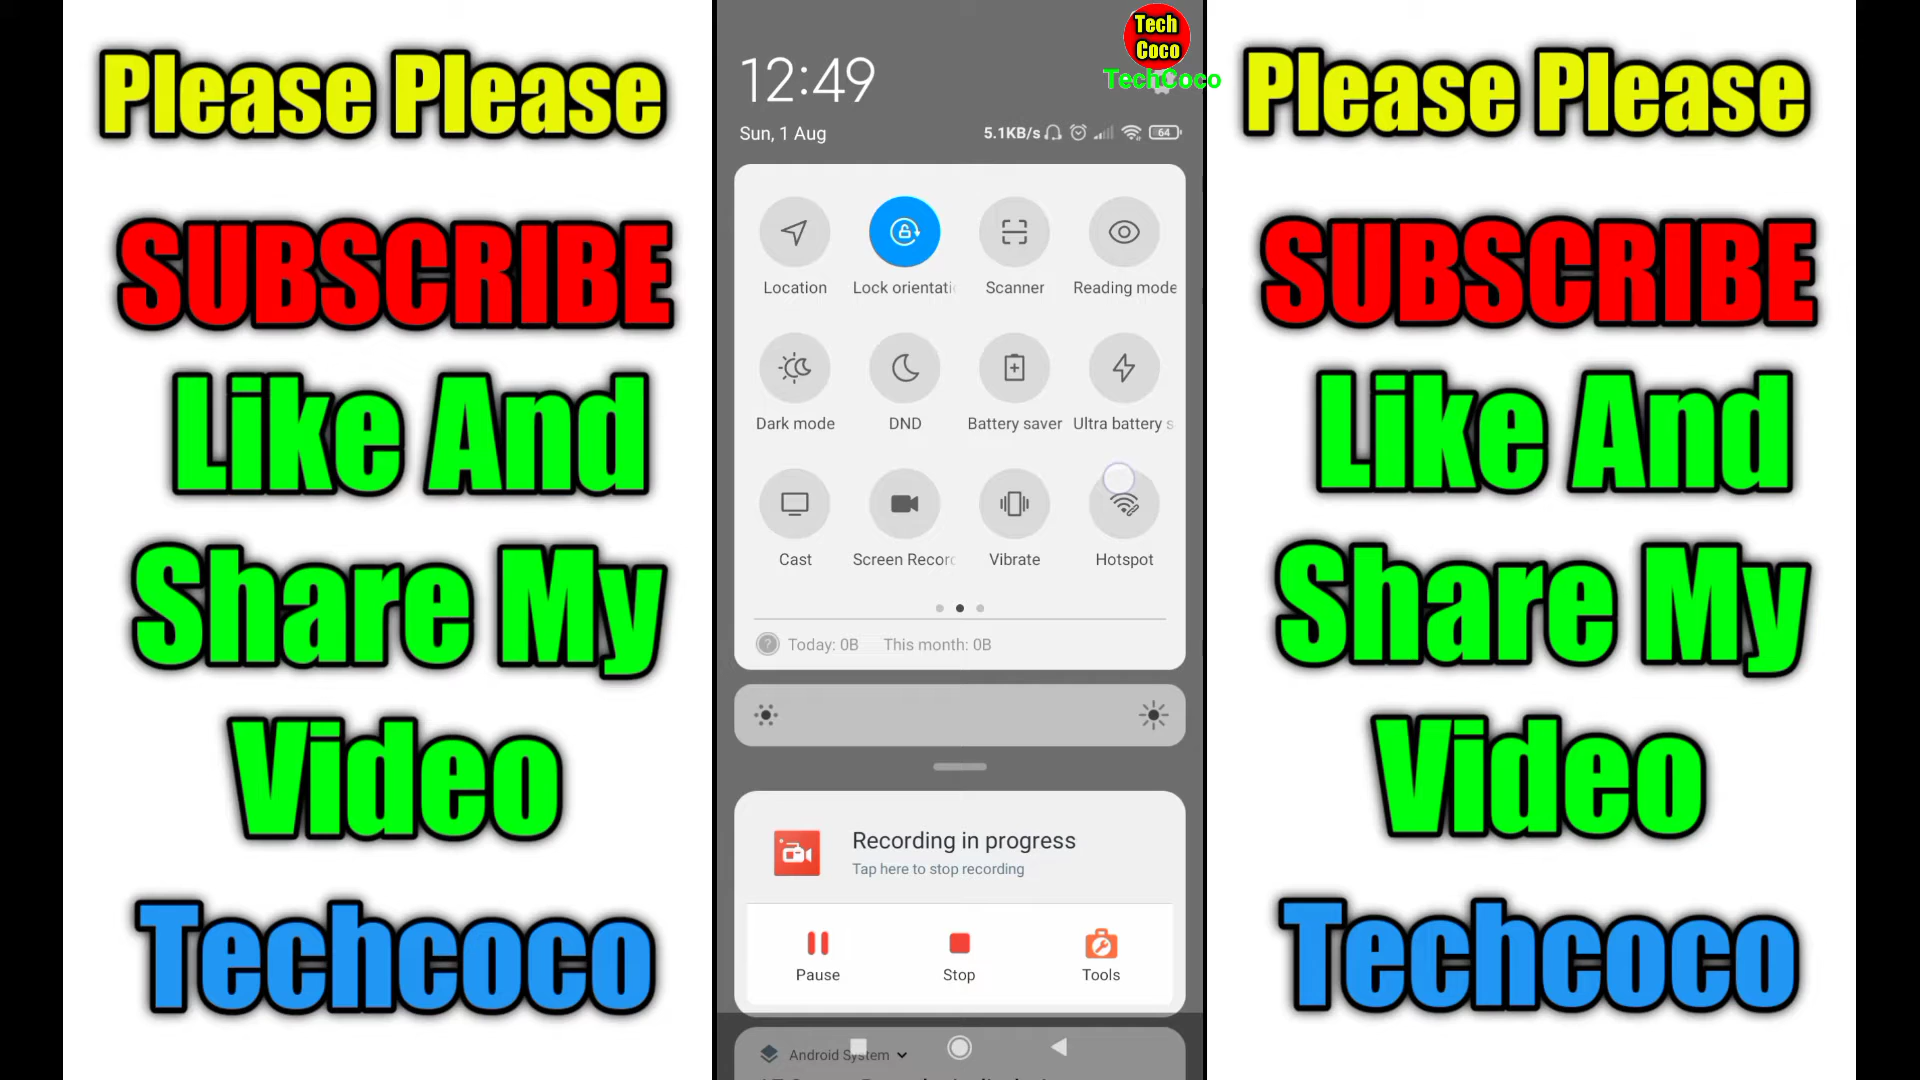 Please Please
SUBSCRIBE
Like And
Share My
Video
Techcoco
12:49
Sun, 1 Aug
5.1KB/s
64
Tech
Coco
TechCoco
Location
Lock orientati
Scanner
Reading mode
Dark mode
DND
Battery saver
Ultra battery s
Cast
Screen Recor
Vibrate
Hotspot
? Today: 0B This month: 0B
Recording in progress
Tap here to stop recording
Pause
Stop
Tools
Android System
Please Please
SUBSCRIBE
Like And
Share My
Video
Techcoco